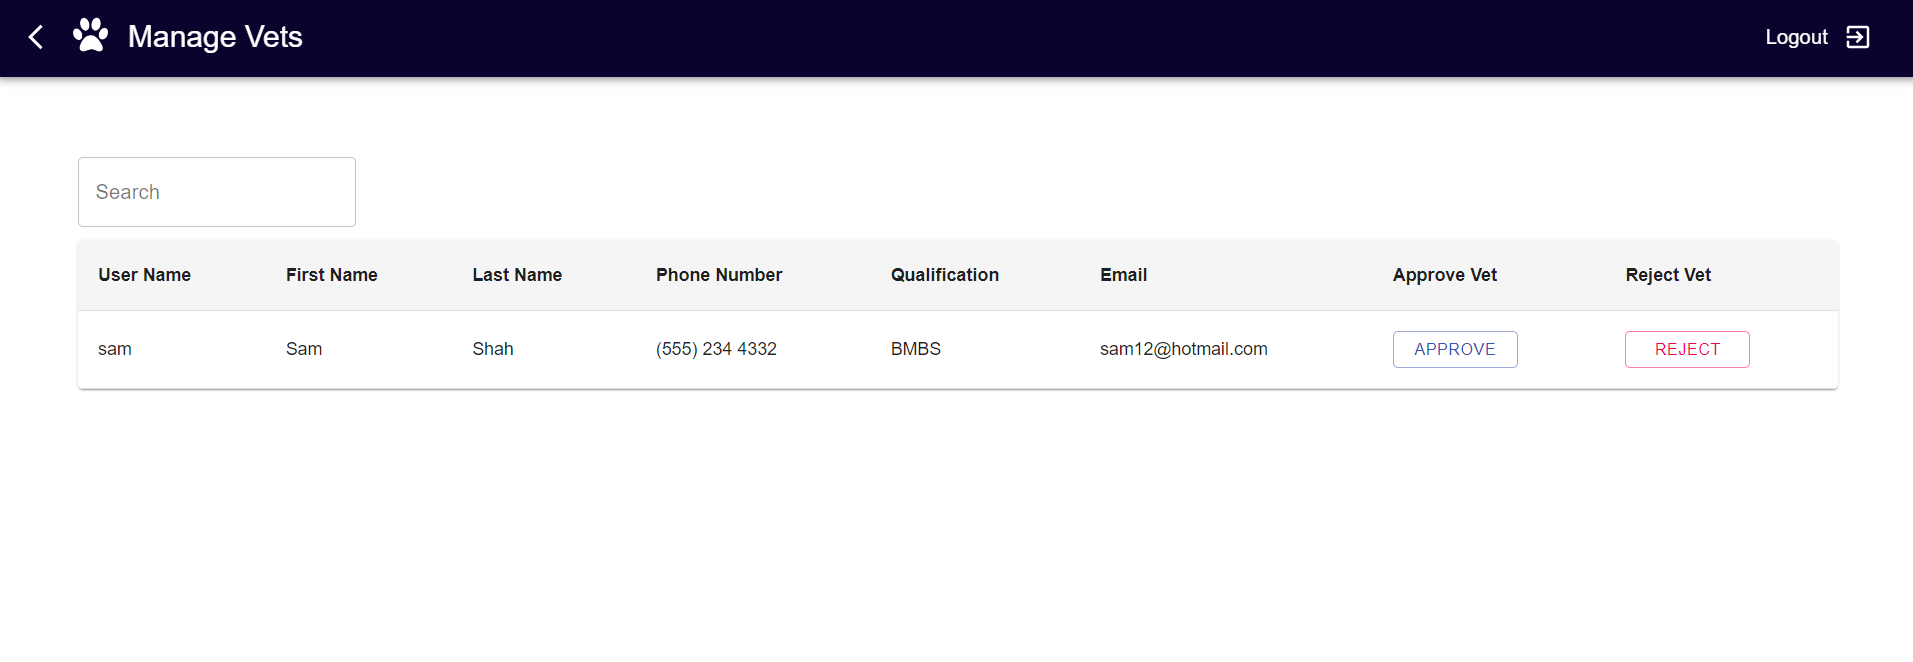 Manage Vets
Logout
Search
User Name First Name Last Name Phone Number Qualification Email Approve Vet Reject Vet
sam Sam Shah (555) 234 4332 BMBS sam12@hotmail.com APPROVE REJECT